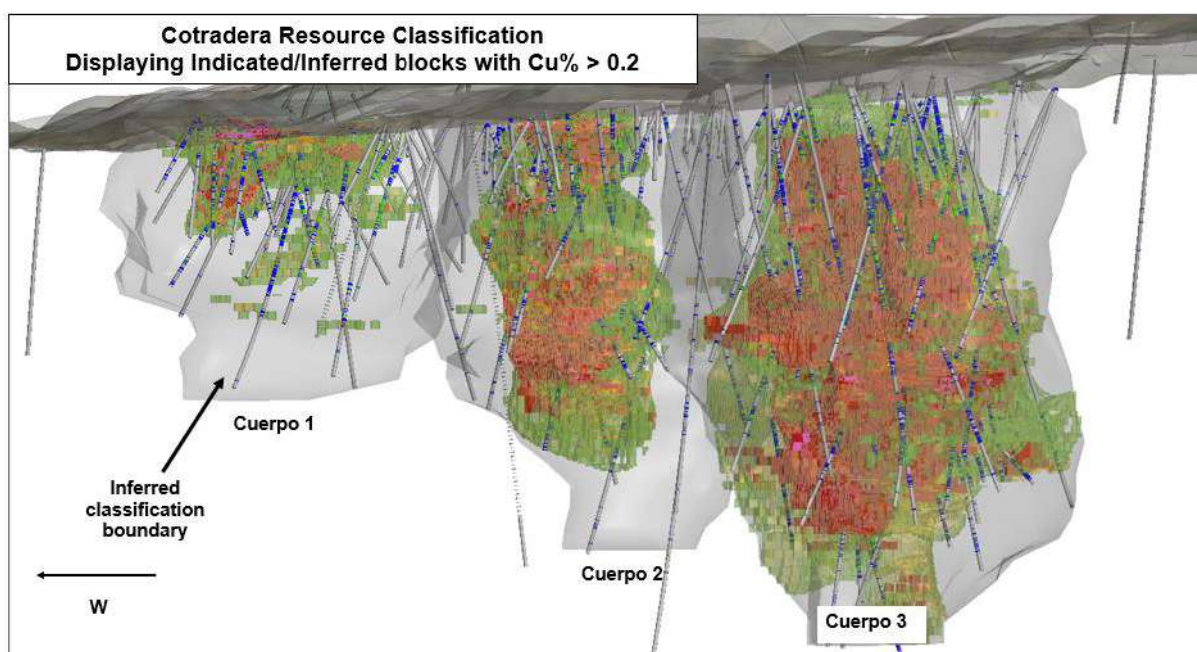 Cotradera Resource Classification
Displaying Indicated/Inferred blocks with Cu% > 0.2
Cuerpo 1
Inferred
classification
boundary
W
Cuerpo 2
Cuerpo 3